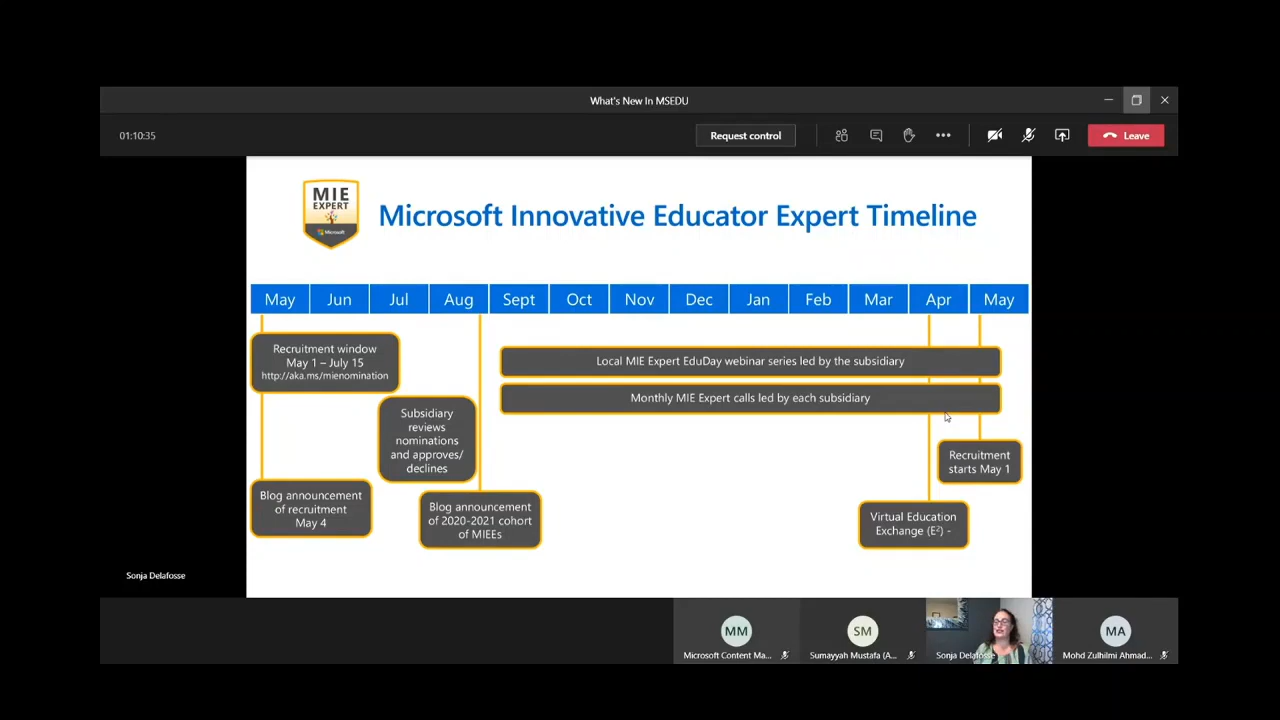 What's New In MSEDU
01:10:35
Request control
Leave
MIE
EXPERT
Microsoft
Microsoft Innovative Educator Expert Timeline
May Jun Jul Aug Sept Oct Nov Dec Jan Feb Mar Apr May
Recruitment window
May 1 – July 15
http://aka.ms/mienomination
Local MIE Expert EduDay webinar series led by the subsidiary
Monthly MIE Expert calls led by each subsidiary
Subsidiary
reviews
nominations
and approves/
declines
Recruitment
starts May 1
Blog announcement
of recruitment
May 4
Blog announcement
of 2020-2021 cohort
of MIEEs
Virtual Education
Exchange (E²) -
Sonja Delafosse
MM
SM
MA
Microsoft Content Ma...
Sumayyah Mustafa (A...
Sonja Delafosse
Mohd Zulhilmi Ahmad...